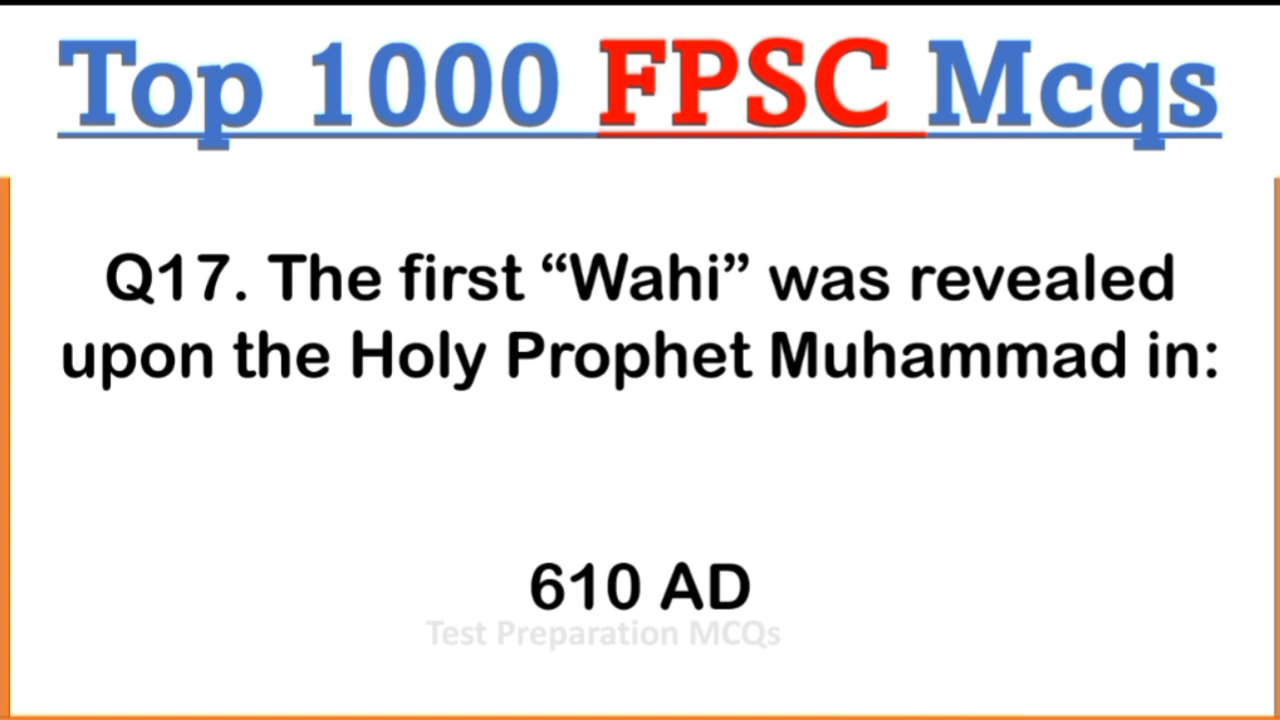 Top 1000 FPSC Mcqs
Q17. The first “Wahi” was revealed
upon the Holy Prophet Muhammad in:
610 AD
Test Preparation MCQs